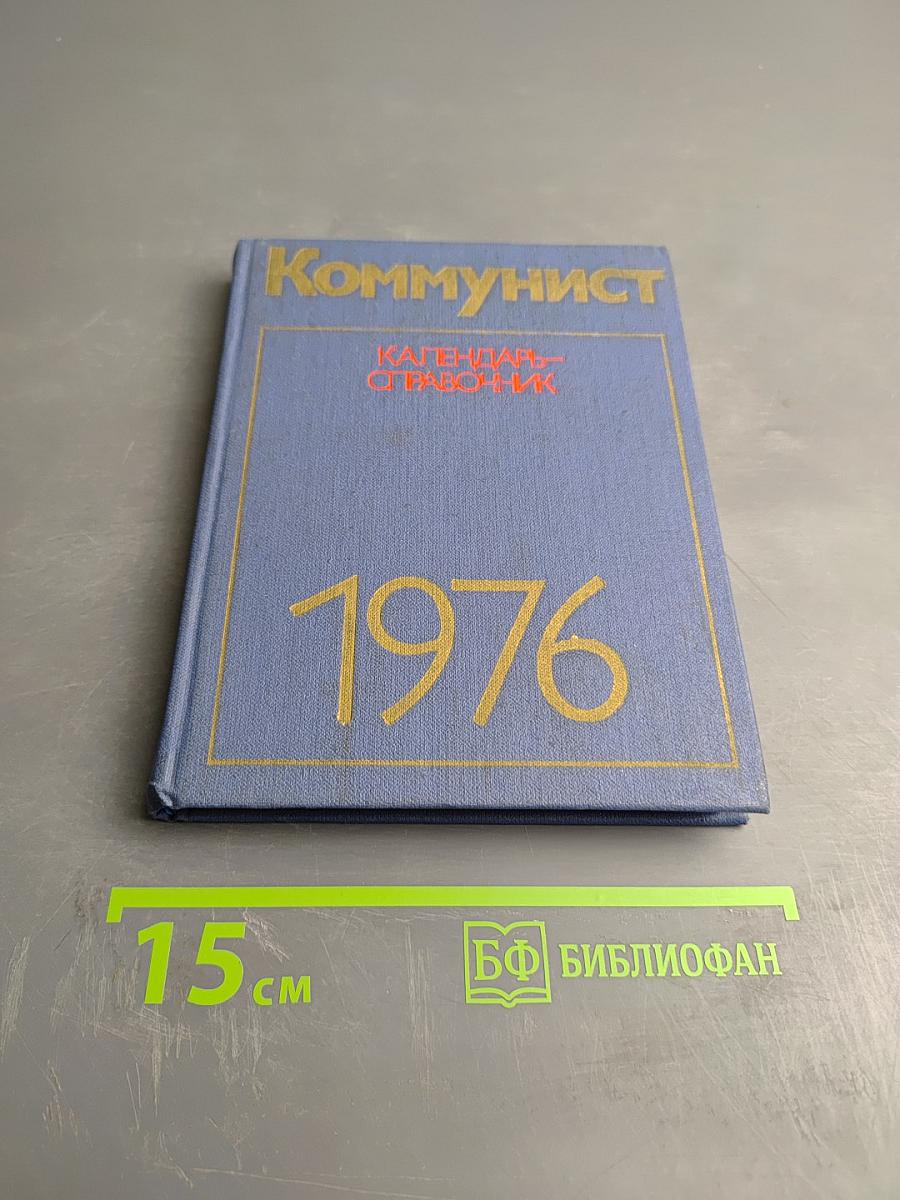 Коммунист
КАЛЕНДАРЬ–
СПРАВОЧНИК
1976
15 см
БФ БИБЛИОФАН